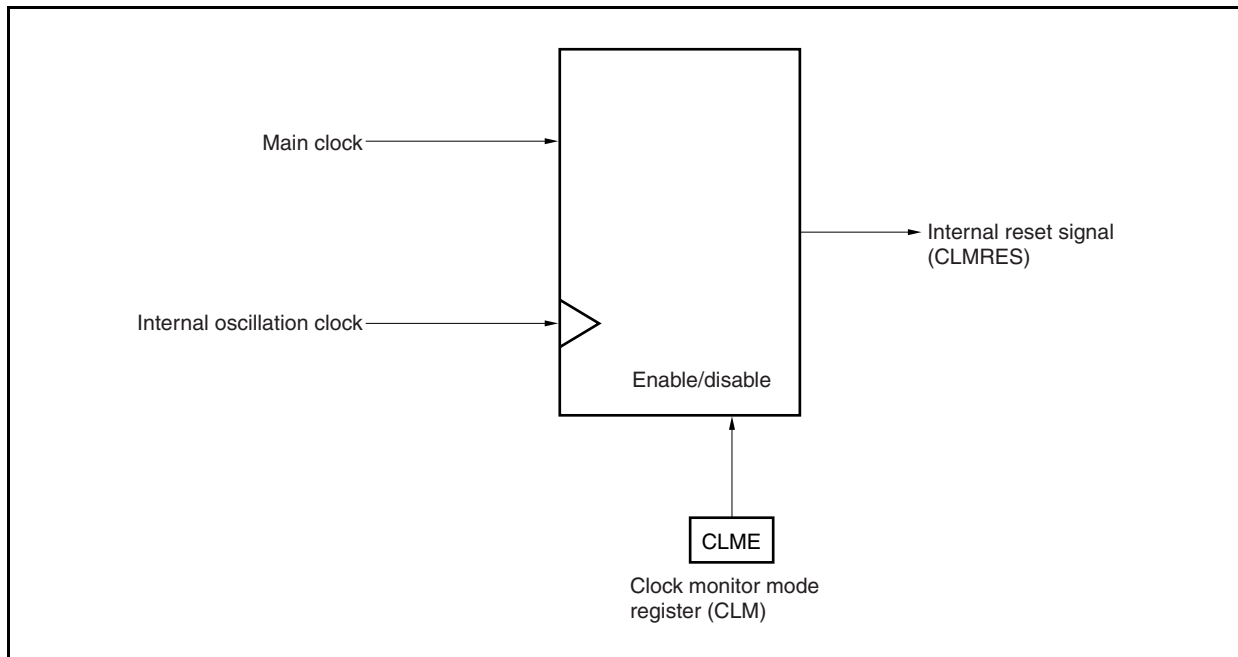 Main clock
Internal reset signal
(CLMRES)
Internal oscillation clock
Enable/disable
CLME
Clock monitor mode
register (CLM)